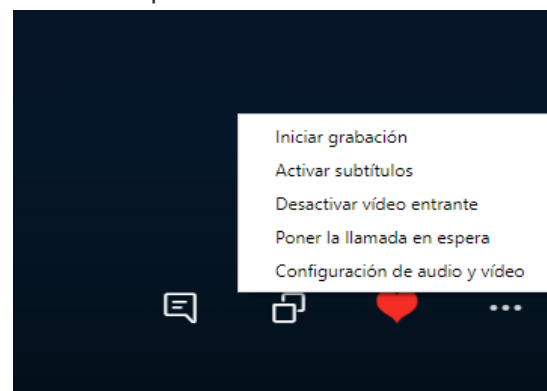 Iniciar grabación
Activar subtítulos
Desactivar vídeo entrante
Poner la llamada en espera
Configuración de audio y vídeo